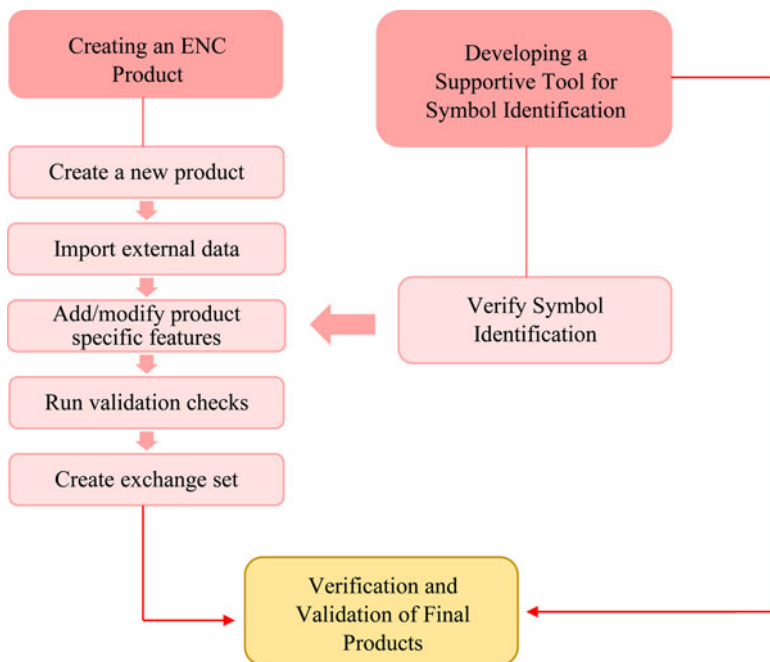 Creating an ENC
Product
Create a new product
Import external data
Add/modify product
specific features
Run validation checks
Create exchange set
Developing a
Supportive Tool for
Symbol Identification
Verify Symbol
Identification
Verification and
Validation of Final
Products